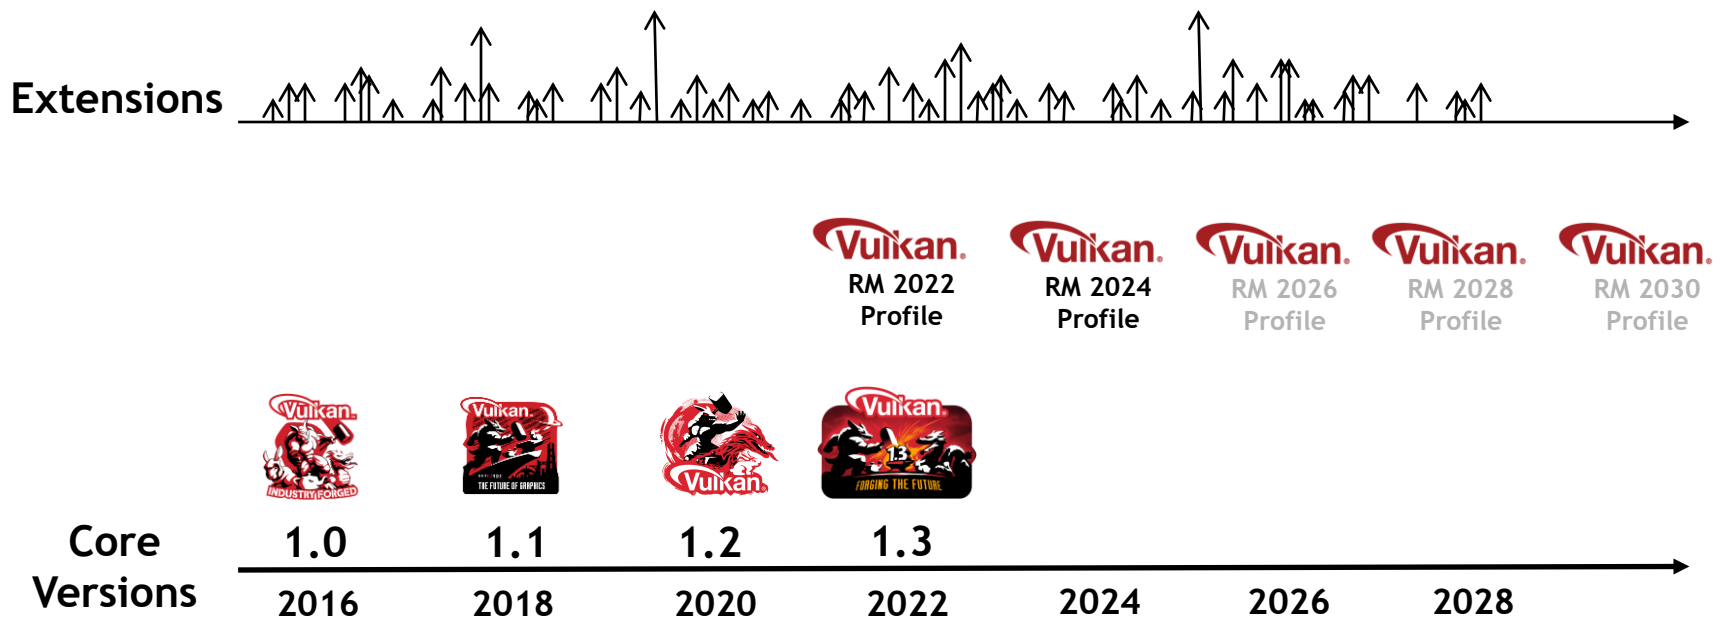 Extensions
Vulkan®
Vulkan®
Vulkan®
Vulkan®
Vulkan®
RM 2022
Profile
RM 2024
Profile
RM 2026
Profile
RM 2028
Profile
RM 2030
Profile
Vulkan
INDUSTRY FORGED
Vulkan
THE FUTURE OF GRAPHICS
Vulkan
Vulkan
1.3
FORGING THE FUTURE
Core
Versions
1.0
1.1
1.2
1.3
2016
2018
2020
2022
2024
2026
2028